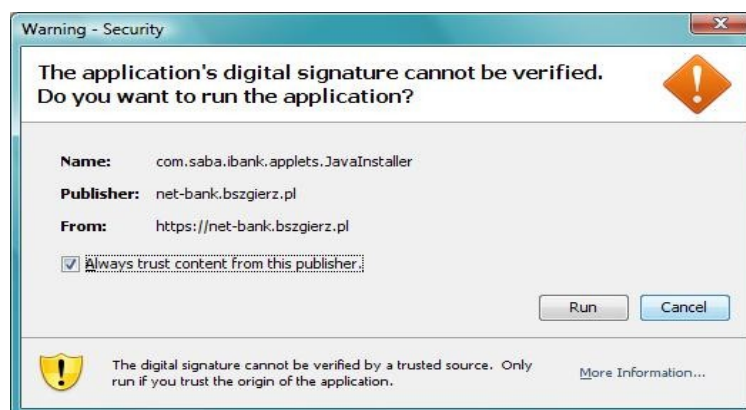 Warning - Security
The application's digital signature cannot be verified.
Do you want to run the application?
Name: com.saba.ibank.applets.JavaInstaller
Publisher: net-bank.bszgierz.pl
From: https://net-bank.bszgierz.pl
Always trust content from this publisher.
Run Cancel
The digital signature cannot be verified by a trusted source. Only
run if you trust the origin of the application.
More Information...